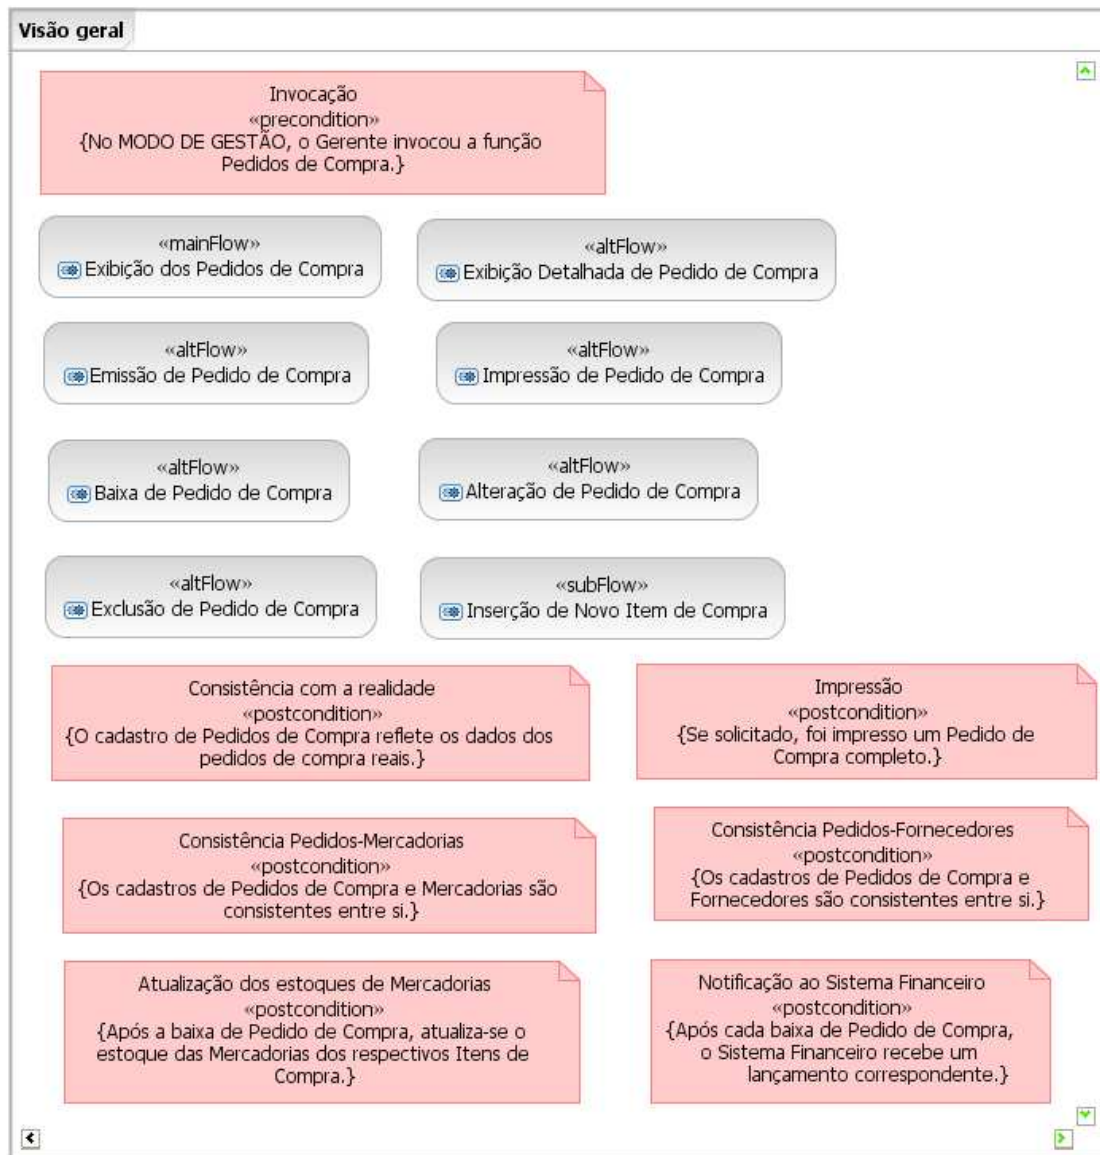 Visão geral
Invocação
«precondition»
{No MODO DE GESTÃO, o Gerente invocou a função
Pedidos de Compra.}
«mainFlow»
Exibição dos Pedidos de Compra
«altFlow»
Exibição Detalhada de Pedido de Compra
«altFlow»
Emissão de Pedido de Compra
«altFlow»
Impressão de Pedido de Compra
«altFlow»
Baixa de Pedido de Compra
«altFlow»
Alteração de Pedido de Compra
«altFlow»
Exclusão de Pedido de Compra
«subFlow»
Inserção de Novo Item de Compra
Consistência com a realidade
«postcondition»
{O cadastro de Pedidos de Compra reflete os dados dos
pedidos de compra reais.}
Impressão
«postcondition»
{Se solicitado, foi impresso um Pedido de
Compra completo.}
Consistência Pedidos-Mercadorias
«postcondition»
{Os cadastros de Pedidos de Compra e Mercadorias são
consistentes entre si.}
Consistência Pedidos-Fornecedores
«postcondition»
{Os cadastros de Pedidos de Compra e
Fornecedores são consistentes entre si.}
Atualização dos estoques de Mercadorias
«postcondition»
{Após a baixa de Pedido de Compra, atualiza-se o
estoque das Mercadorias dos respectivos Itens de
Compra.}
Notificação ao Sistema Financeiro
«postcondition»
{Após cada baixa de Pedido de Compra,
o Sistema Financeiro recebe um
lançamento correspondente.}